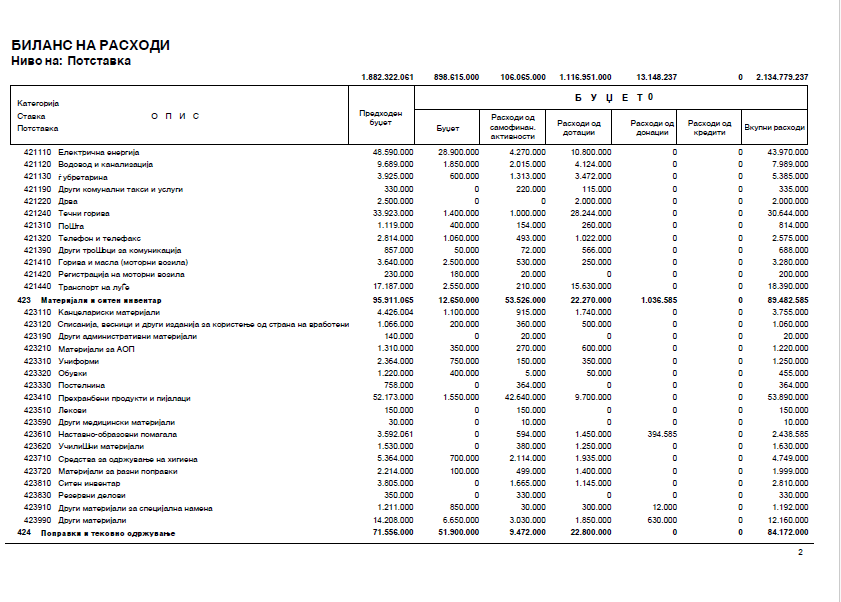 БИЛАНС НА РАСХОДИ
Ниво на: Потставка
1.882.322.061 898.615.000 106.065.000 1.116.951.000 13.148.237 0 2.134.779.237
Категорија
Ставка
Потставка
О П И С
Предходен буџет
Б У Џ Е Т 0
Буџет
Расходи од самофинан. активности
Расходи од дотации
Расходи од донации
Расходи од кредити
Вкупни расходи
421110 Електрична енергија 48.590.000 28.900.000 4.270.000 10.800.000 0 0 43.970.000
421120 Водовод и канализација 9.689.000 1.850.000 2.015.000 4.124.000 0 0 7.989.000
421130 ѓубретарина 3.925.000 600.000 1.313.000 3.472.000 0 0 5.385.000
421190 Други комунални такси и услуги 330.000 0 220.000 115.000 0 0 335.000
421220 Дрва 2.500.000 0 0 2.000.000 0 0 2.000.000
421240 Течни горива 33.923.000 1.400.000 1.000.000 28.244.000 0 0 30.644.000
421310 ПоШта 1.119.000 400.000 154.000 260.000 0 0 814.000
421320 Телефон и телефакс 2.814.000 1.060.000 493.000 1.022.000 0 0 2.575.000
421390 Други троШоци за комуникација 857.000 50.000 72.000 566.000 0 0 688.000
421410 Горива и масла (моторни возила) 3.640.000 2.500.000 530.000 250.000 0 0 3.280.000
421420 Регистрација на моторни возила 230.000 180.000 20.000 0 0 0 200.000
421440 Транспорт на луЃе 17.187.000 2.550.000 210.000 15.630.000 0 0 18.390.000
423 Материјали и ситен инвентар 95.911.065 12.650.000 53.526.000 22.270.000 1.036.585 0 89.482.585
423110 Канцелариски материјали 4.426.004 1.100.000 915.000 1.740.000 0 0 3.755.000
423120 Списанија, весници и други изданија за користење од страна на вработени 1.066.000 200.000 360.000 500.000 0 0 1.060.000
423190 Други административни материјали 140.000 0 20.000 0 0 0 20.000
423210 Материјали за АОП 1.310.000 350.000 270.000 600.000 0 0 1.220.000
423310 Униформи 2.364.000 750.000 150.000 350.000 0 0 1.250.000
423320 Обувки 1.220.000 400.000 5.000 50.000 0 0 455.000
423330 Постелнина 758.000 0 364.000 0 0 0 364.000
423410 Прехранбени продукти и пијалаци 52.173.000 1.550.000 42.640.000 9.700.000 0 0 53.890.000
423510 Лекови 150.000 0 150.000 0 0 0 150.000
423590 Други медицински материјали 30.000 0 10.000 0 0 0 10.000
423610 Наставно-образовни помагала 3.592.061 0 594.000 1.450.000 394.585 0 2.438.585
423620 УчилиШни материјали 1.530.000 0 380.000 1.250.000 0 0 1.630.000
423710 Средства за одржување на хигиена 5.364.000 700.000 2.114.000 1.935.000 0 0 4.749.000
423720 Материјали за разни поправки 2.214.000 100.000 499.000 1.400.000 0 0 1.999.000
423810 Ситен инвентар 3.805.000 0 1.665.000 1.145.000 0 0 2.810.000
423830 Резервни делови 350.000 0 330.000 0 0 0 330.000
423910 Други материјали за специјална намена 1.211.000 850.000 30.000 300.000 12.000 0 1.192.000
423990 Други материјали 14.208.000 6.650.000 3.030.000 1.850.000 630.000 0 12.160.000
424 Поправки и тековно одржување 71.556.000 51.900.000 9.472.000 22.800.000 0 0 84.172.000
2